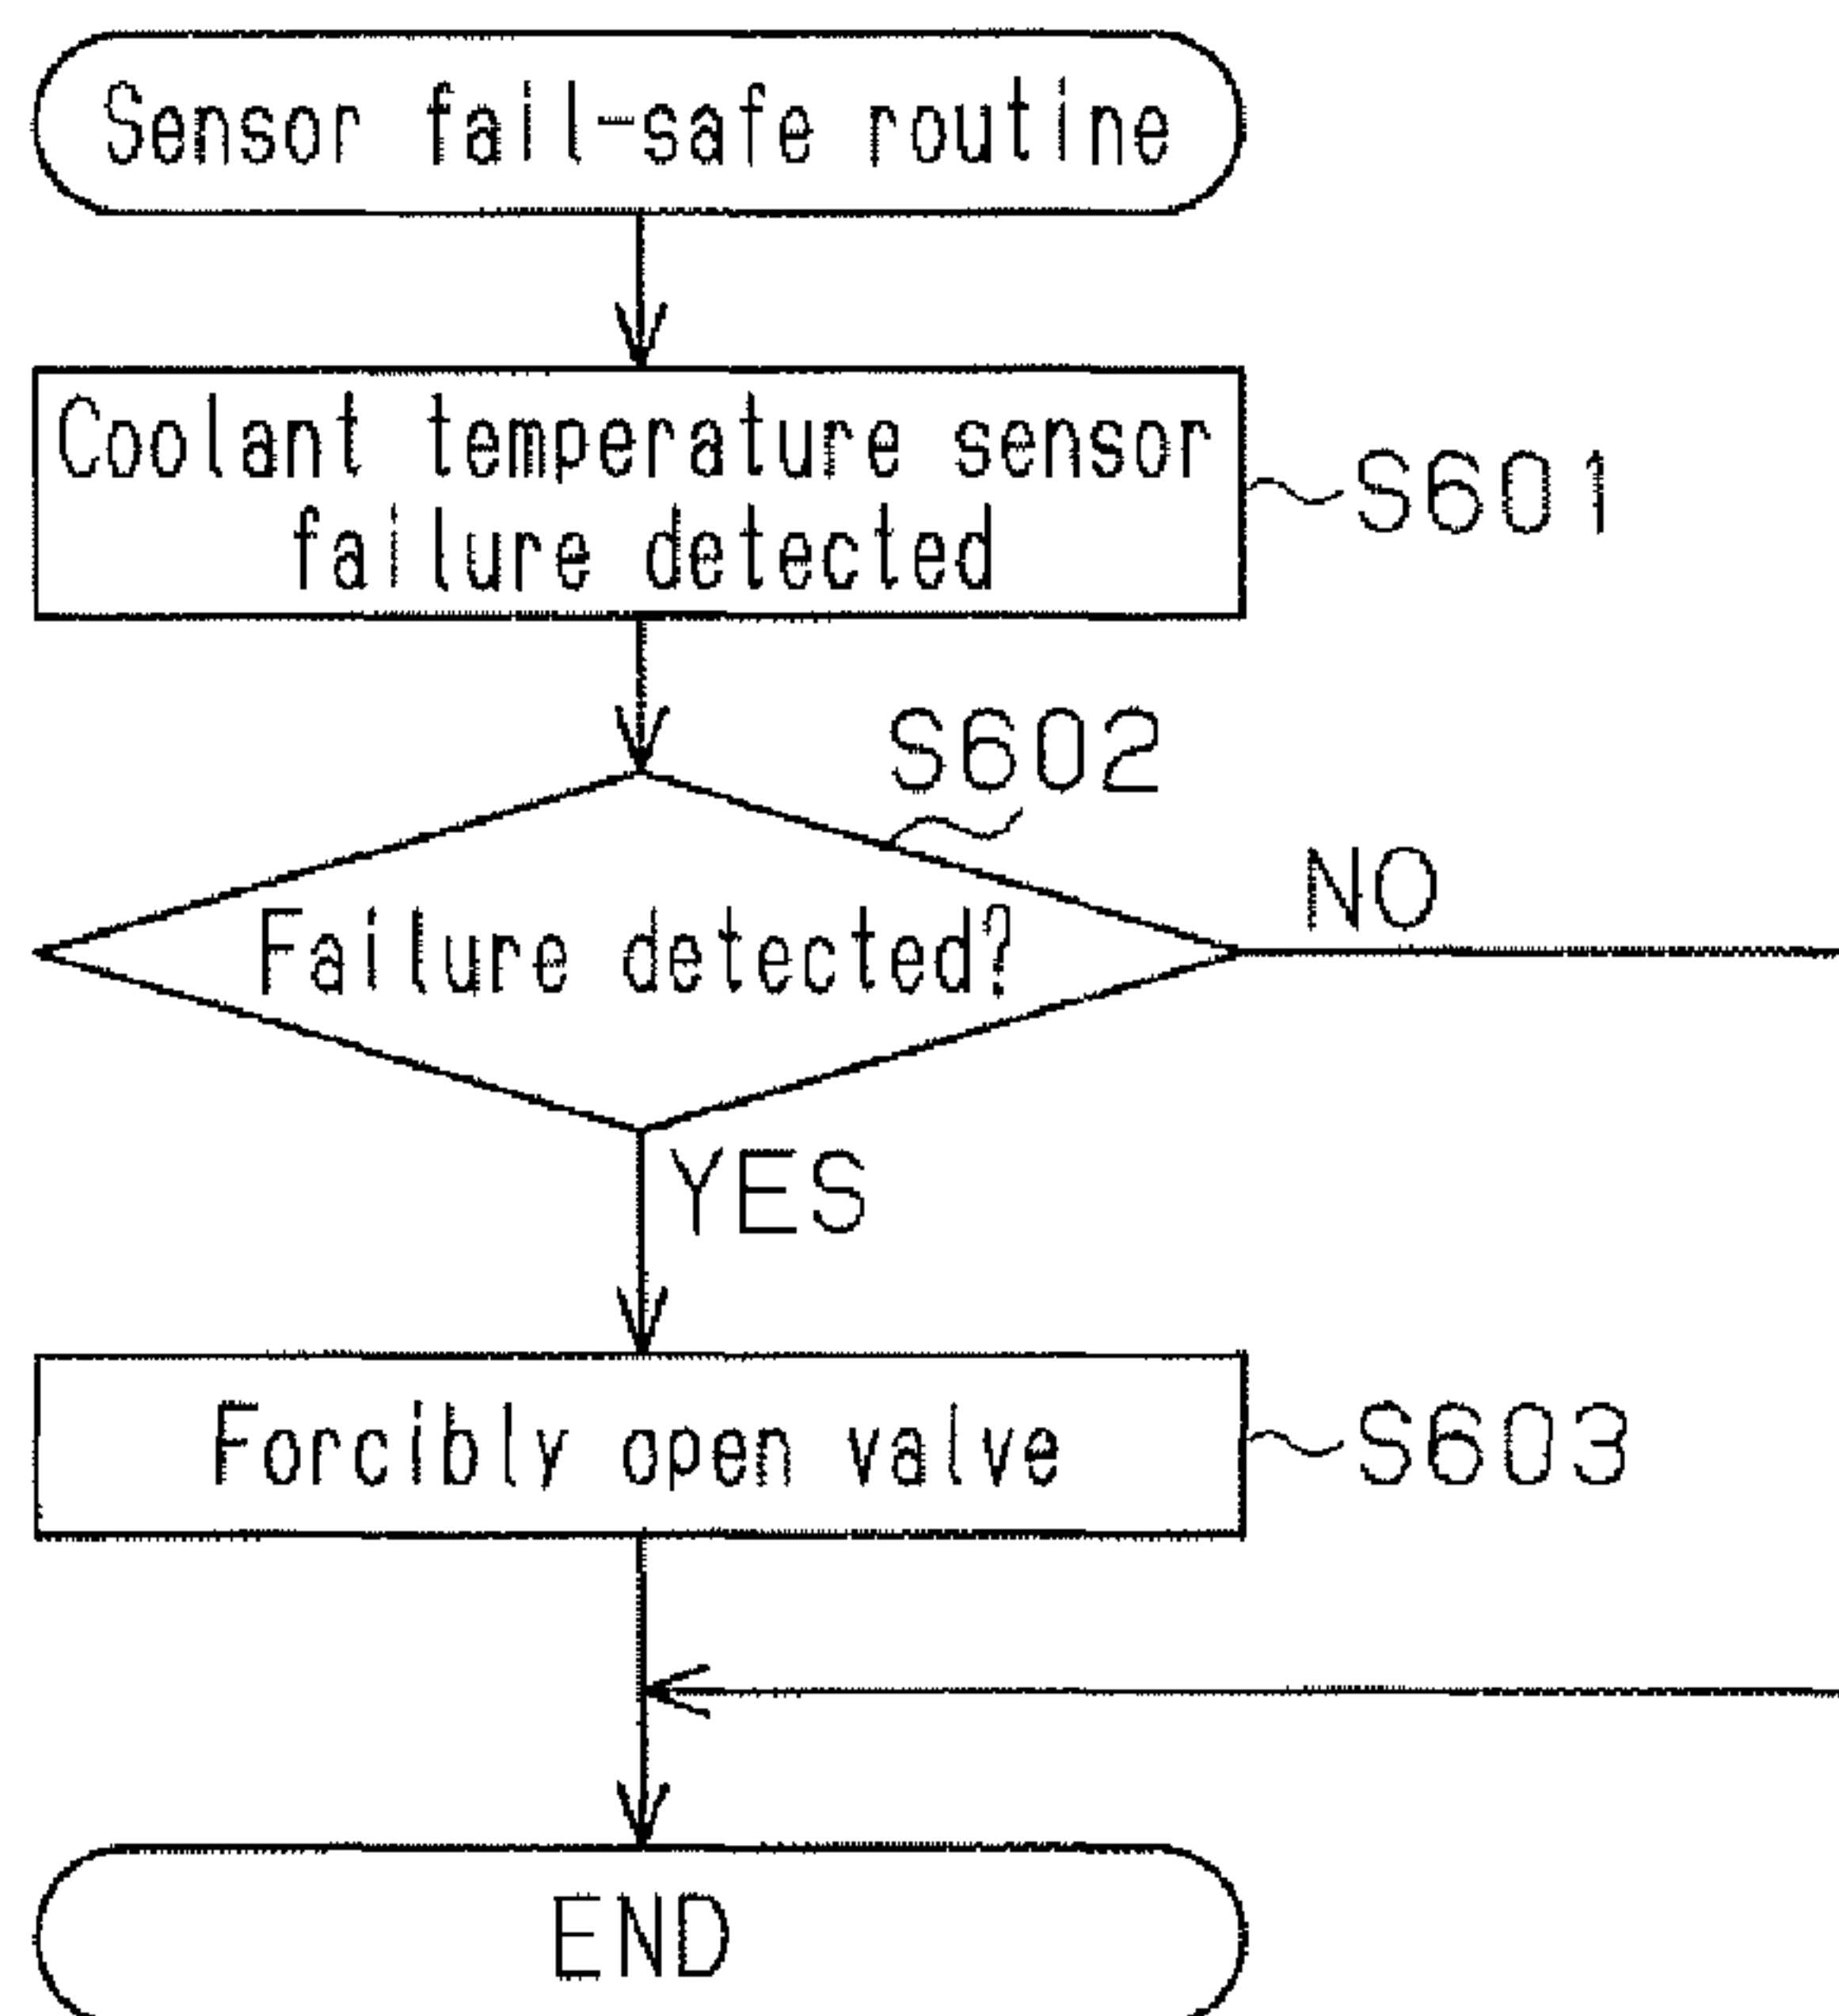 Sensor fail-safe routine
Coolant temperature sensor
failure detected
S601
S602
Failure detected?
NO
YES
Forcibly open valve
S603
END